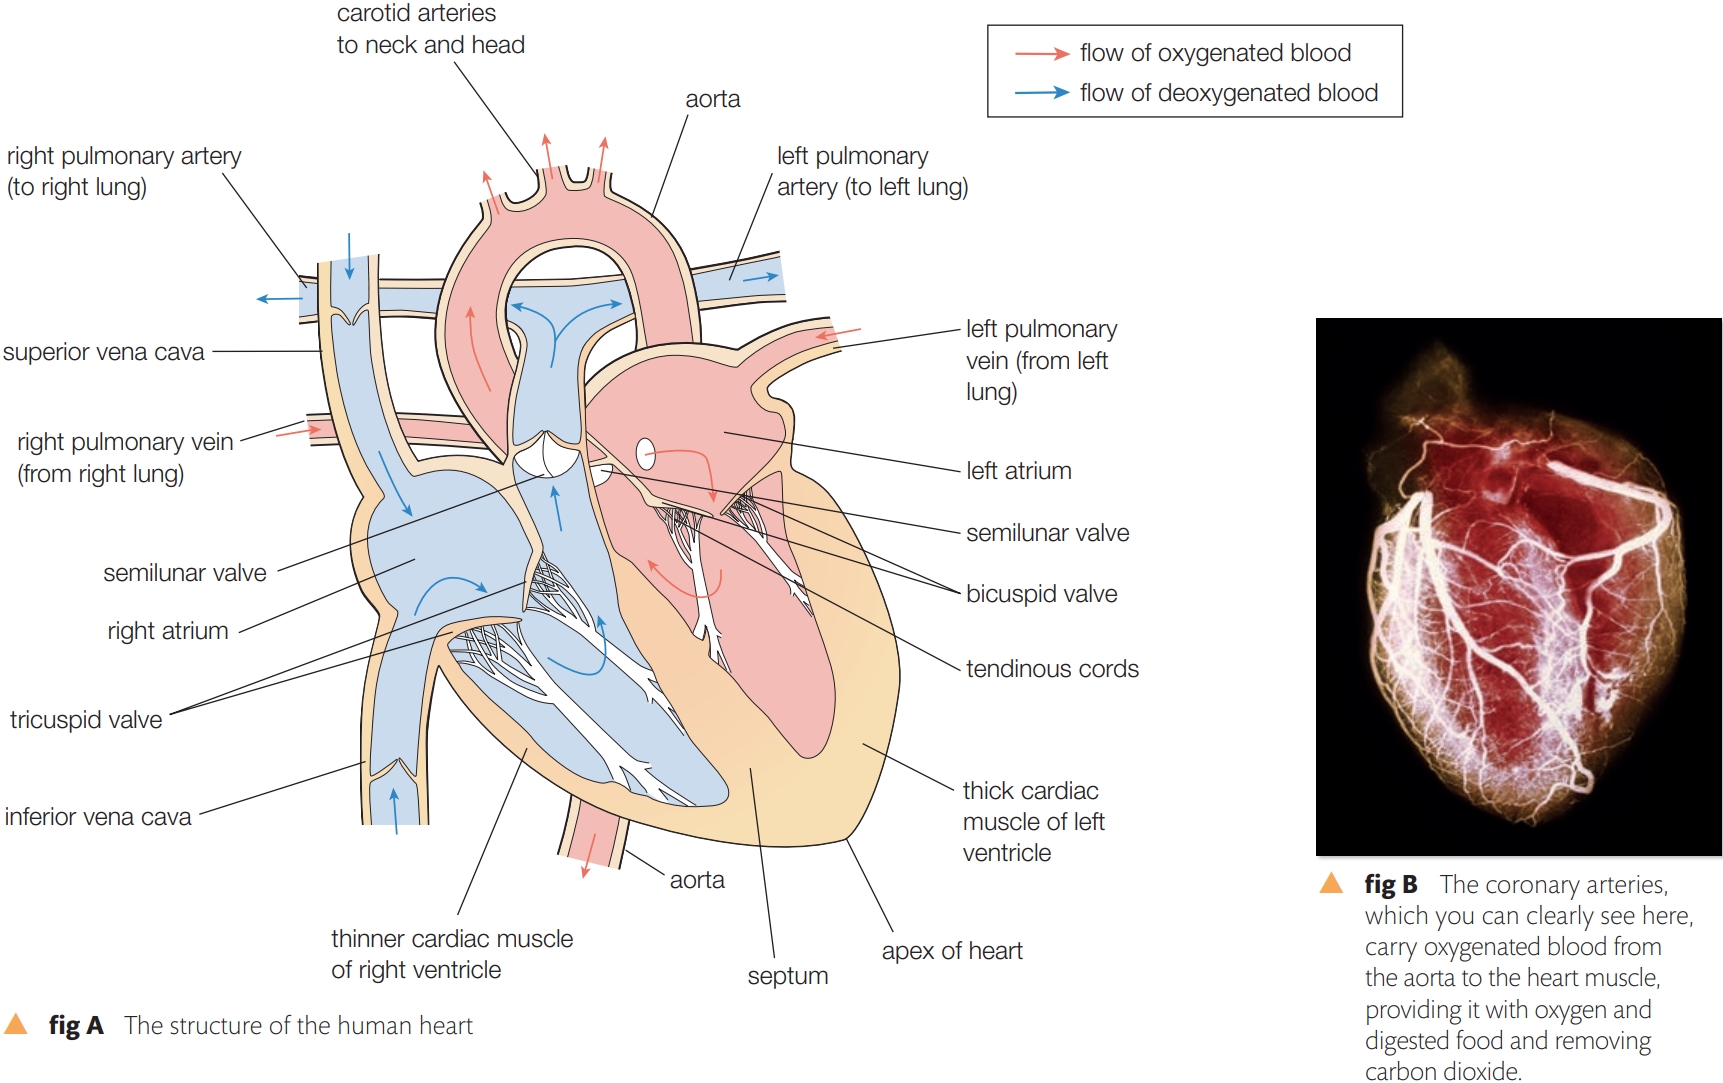 carotid arteries
to neck and head
flow of oxygenated blood
flow of deoxygenated blood
aorta
right pulmonary artery
(to right lung)
left pulmonary
artery (to left lung)
superior vena cava
left pulmonary
vein (from left
lung)
right pulmonary vein
(from right lung)
left atrium
semilunar valve
semilunar valve
bicuspid valve
right atrium
tendinous cords
tricuspid valve
inferior vena cava
thick cardiac
muscle of left
ventricle
aorta
thinner cardiac muscle
of right ventricle
apex of heart
septum
fig A The structure of the human heart
fig B The coronary arteries,
which you can clearly see here,
carry oxygenated blood from
the aorta to the heart muscle,
providing it with oxygen and
digested food and removing
carbon dioxide.